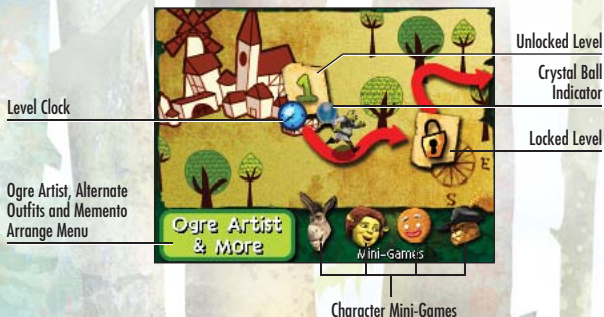 Unlocked Level
Crystal Ball
Indicator
Level Clock
1
Locked Level
E
S
Ogre Artist, Alternate
Outfits and Memento
Arrange Menu
Ogre Artist
& More
Mini-Games
Character Mini-Games